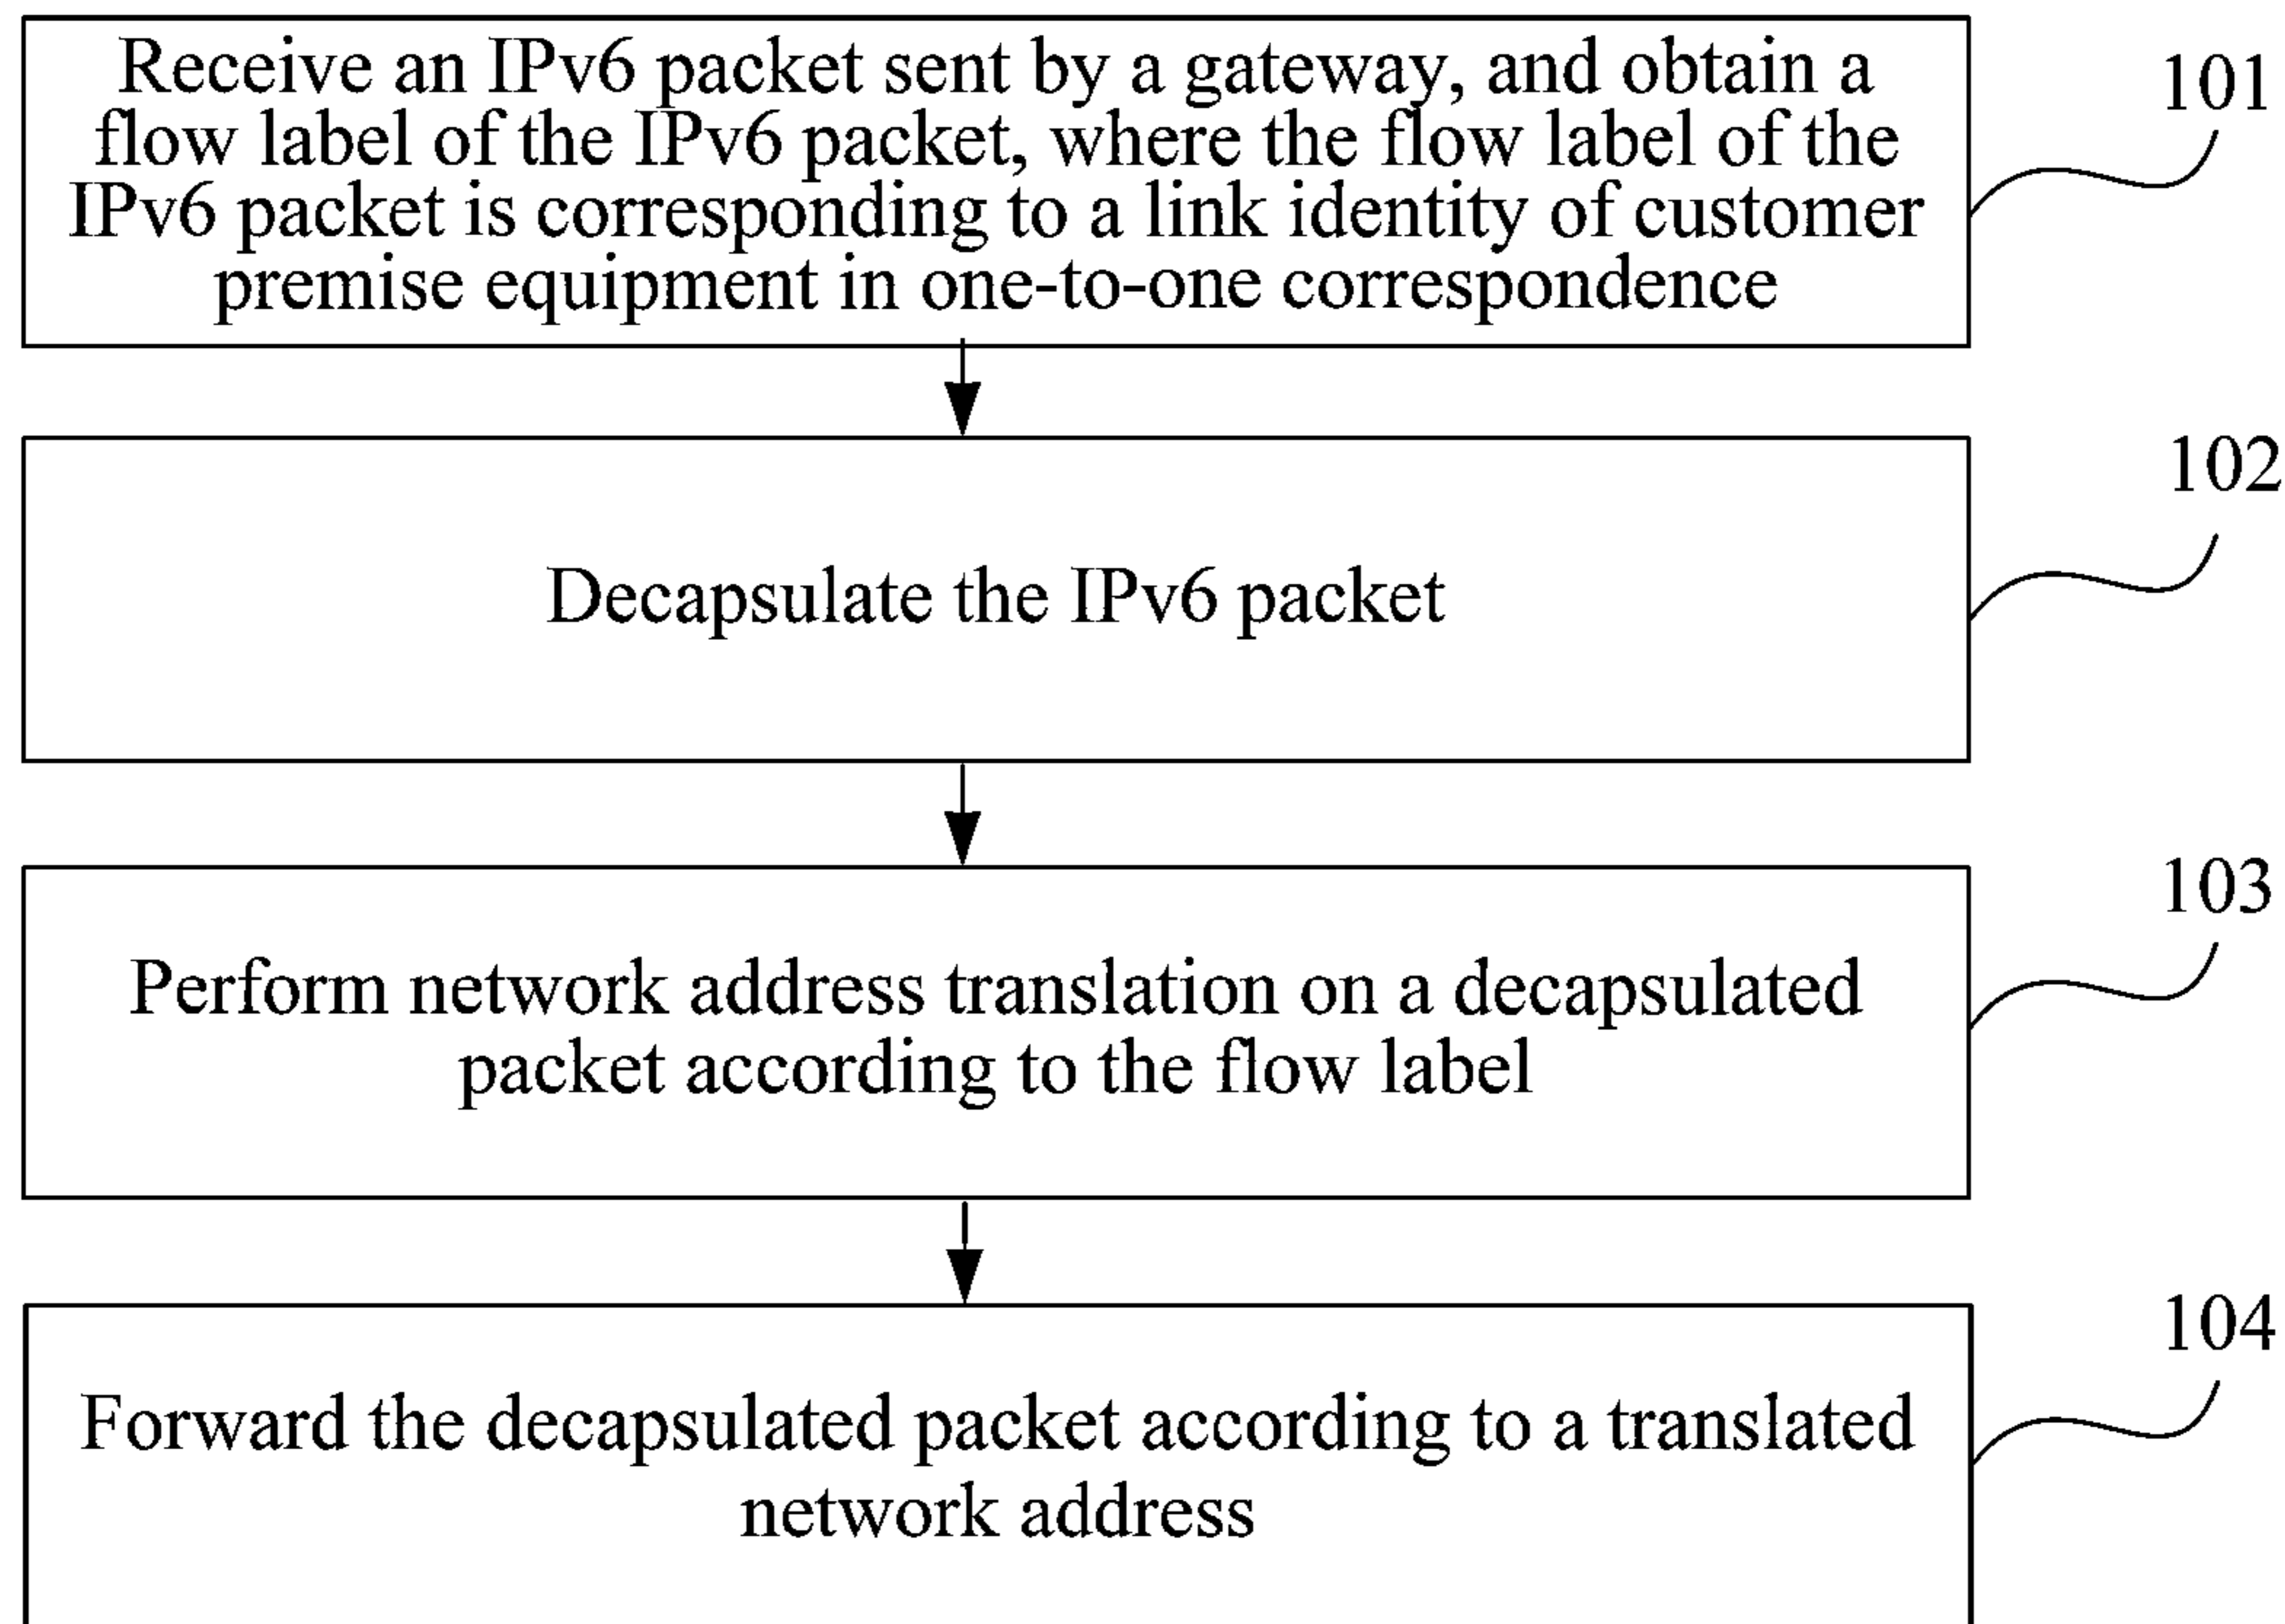 Receive an IPv6 packet sent by a gateway, and obtain a
flow label of the IPv6 packet, where the flow label of the
IPv6 packet is corresponding to a link identity of customer
premise equipment in one-to-one correspondence
101
Decapsulate the IPv6 packet
102
Perform network address translation on a decapsulated
packet according to the flow label
103
Forward the decapsulated packet according to a translated
network address
104